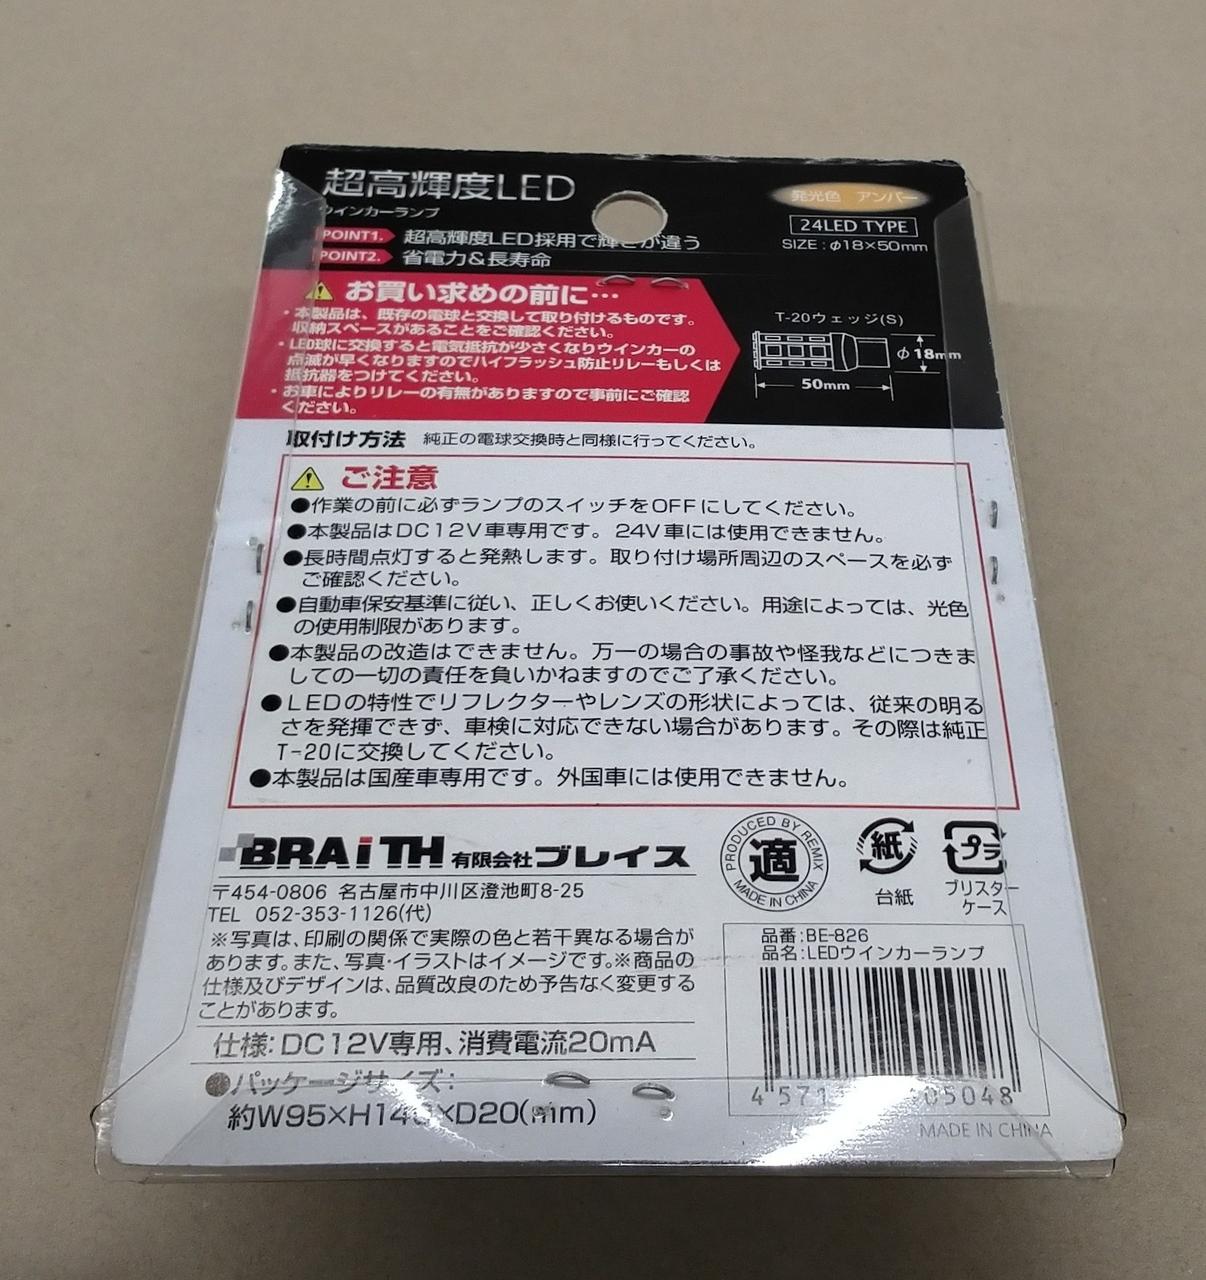 超高輝度LED
ウインカーランプ
POINT1. 超高輝度LED採用で輝きが違う
POINT2. 省電力&長寿命
発光色 アンバー
24LED TYPE
SIZE:φ18×50mm
お買い求めの前に…
・本製品は、既存の電球と交換して取り付けるものです。
収納スペースがあることをご確認ください。
・LED球に交換すると電気抵抗が少さくなりウインカーの
点滅が早くなりますのでハイフラッシュ防止リレーもしくは
抵抗器をつけてください。
・お車によりリレーの有無がありますので事前にご確認
ください。
T-20ウェッジ(S)
φ18mm
50mm
取付け方法 純正の電球交換時と同様に行ってください。
ご注意
●作業の前に必ずランプのスイッチをOFFにしてください。
●本製品はDC12V車専用です。24V車には使用できません。
●長時間点灯すると発熱します。取り付け場所周辺のスペースを必ず
ご確認ください。
●自動車保安基準に従い、正しくお使いください。用途によっては、光色
の使用制限があります。
●本製品の改造はできません。万一の場合の事故や怪我などにつきま
しての一切の責任を負いかねますのでご了承ください。
●LEDの特性でリフレクターやレンズの形状によっては、従来の明る
さを発揮できず、車検に対応できない場合があります。その際は純正
T-20に交換してください。
●本製品は国産車専用です。外国車には使用できません。
BRAiTH 有限会社ブレイス
〒454-0806 名古屋市中川区澄池町8-25
TEL 052-353-1126(代)
※写真は、印刷の関係で実際の色と若干異なる場合が
あります。また、写真・イラストはイメージです。※商品の
仕様及びデザインは、品質改良のため予告なく変更する
ことがあります。
仕様:DC12V専用、消費電流20mA
●パッケージサイズ:
約W95×H14 ×D20(mm)
PRODUCED BY REMIX
適
MADE IN CHINA
紙
台紙
プラ
ブリスター
ケース
品番:BE-826
品名:LEDウインカーランプ
4 571 05048
MADE IN CHINA